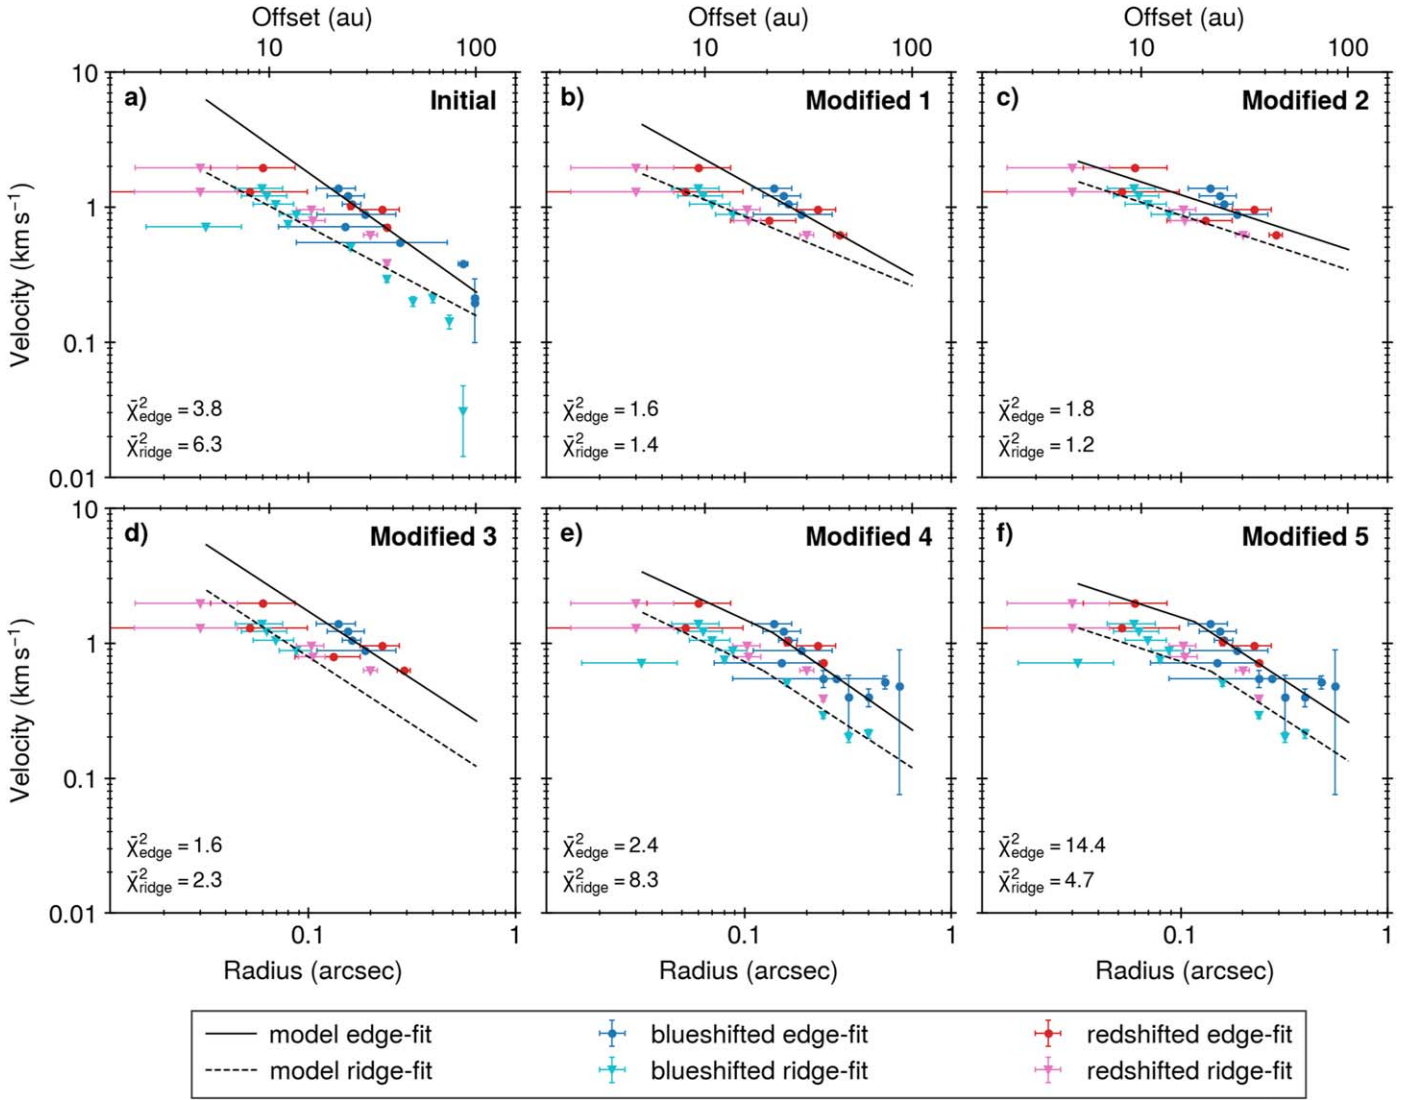 Offset (au) Offset (au) Offset (au)
10 100 10 100 10 100
10 a) Initial b) Modified 1 c) Modified 2
1
Velocity (km s⁻¹)
0.1
χ̄²edge = 3.8 χ̄²edge = 1.6 χ̄²edge = 1.8
χ̄²ridge = 6.3 χ̄²ridge = 1.4 χ̄²ridge = 1.2
0.01
10 d) Modified 3 e) Modified 4 f) Modified 5
1
Velocity (km s⁻¹)
0.1
χ̄²edge = 1.6 χ̄²edge = 2.4 χ̄²edge = 14.4
χ̄²ridge = 2.3 χ̄²ridge = 8.3 χ̄²ridge = 4.7
0.01
0.1 1 0.1 1 0.1 1
Radius (arcsec) Radius (arcsec) Radius (arcsec)
model edge-fit blueshifted edge-fit redshifted edge-fit
model ridge-fit blueshifted ridge-fit redshifted ridge-fit